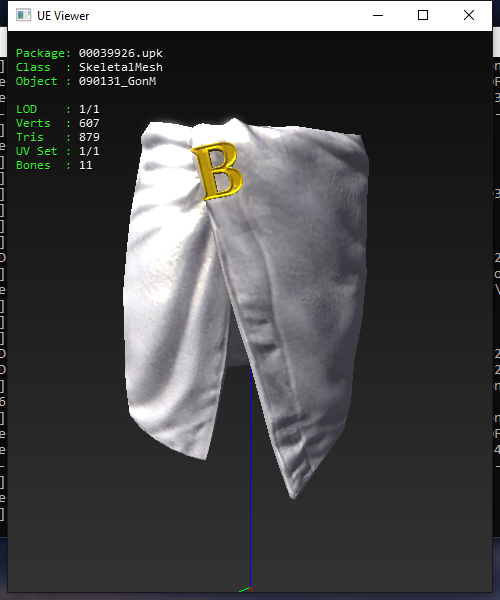 UE Viewer
Package: 00039926.upk
Class : SkeletalMesh
Object : 090131_GonM
LOD : 1/1
Verts : 607
Tris : 879
UV Set : 1/1
Bones : 11
B